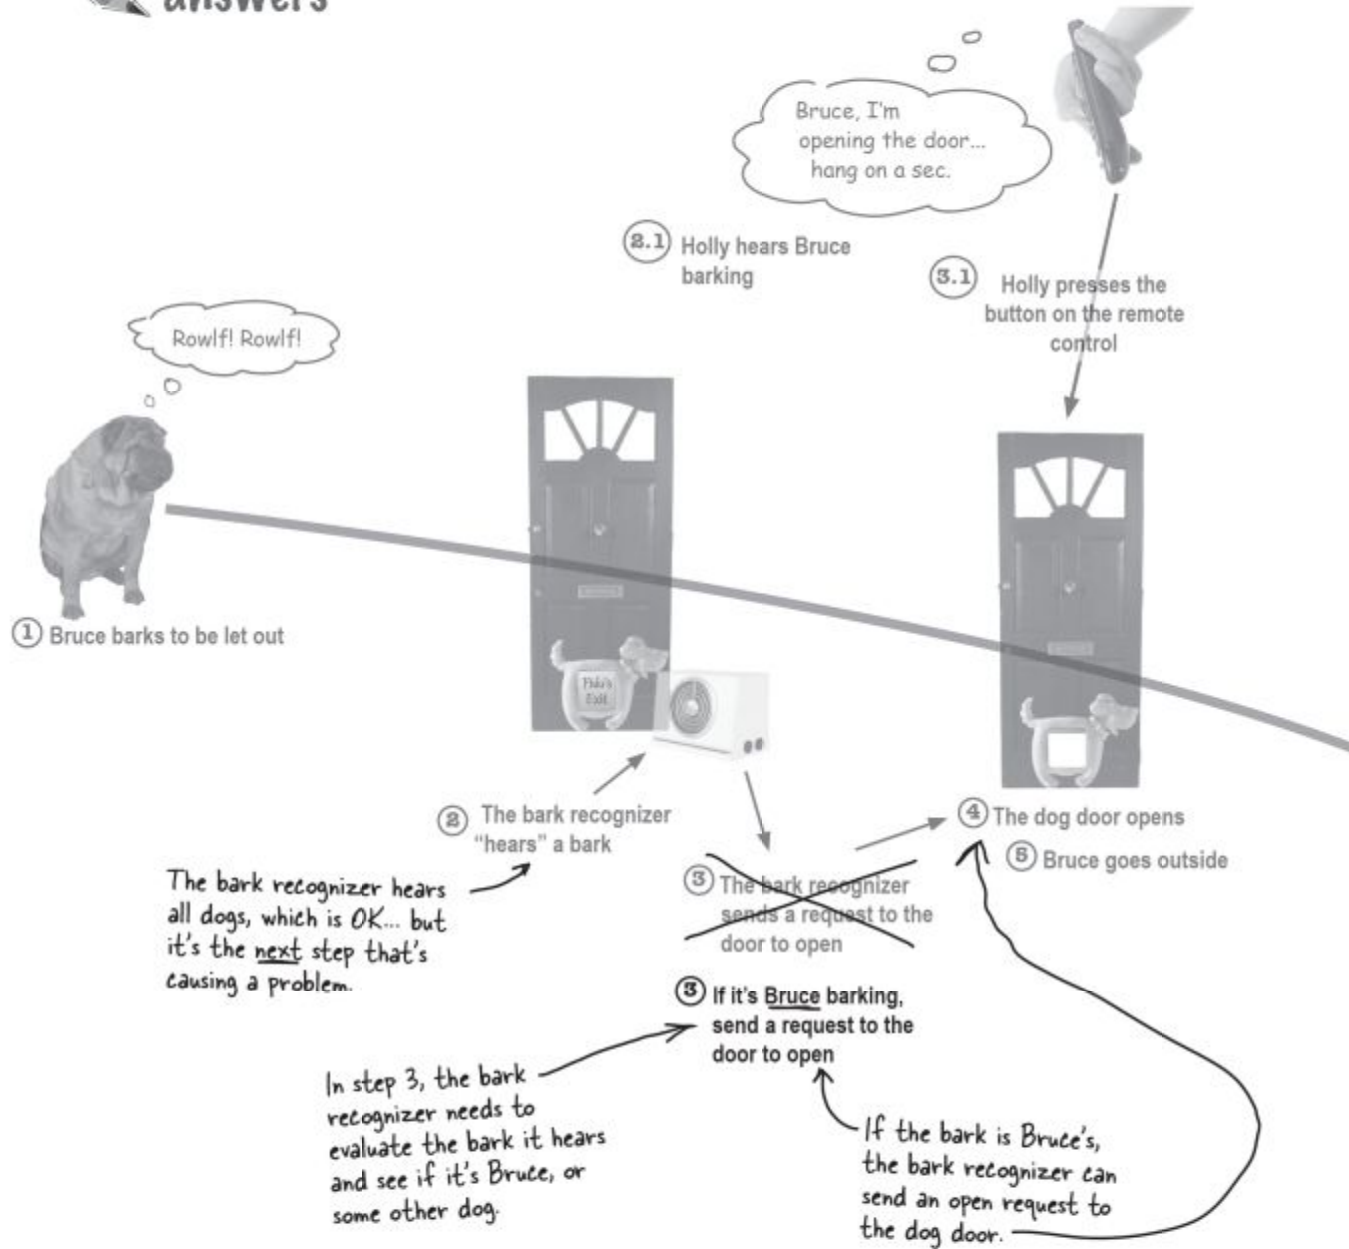 answers
Bruce, I'm
opening the door...
hang on a sec.
2.1 Holly hears Bruce
barking
3.1 Holly presses the
button on the remote
control
Rowlf! Rowlf!
1 Bruce barks to be let out
Fido's
Exit
2 The bark recognizer
"hears" a bark
4 The dog door opens
5 Bruce goes outside
The bark recognizer hears
all dogs, which is OK... but
it's the next step that's
causing a problem.
3 The bark recognizer
sends a request to the
door to open
3 If it's Bruce barking,
send a request to the
door to open
In step 3, the bark
recognizer needs to
evaluate the bark it hears
and see if it's Bruce, or
some other dog.
If the bark is Bruce's,
the bark recognizer can
send an open request to
the dog door.